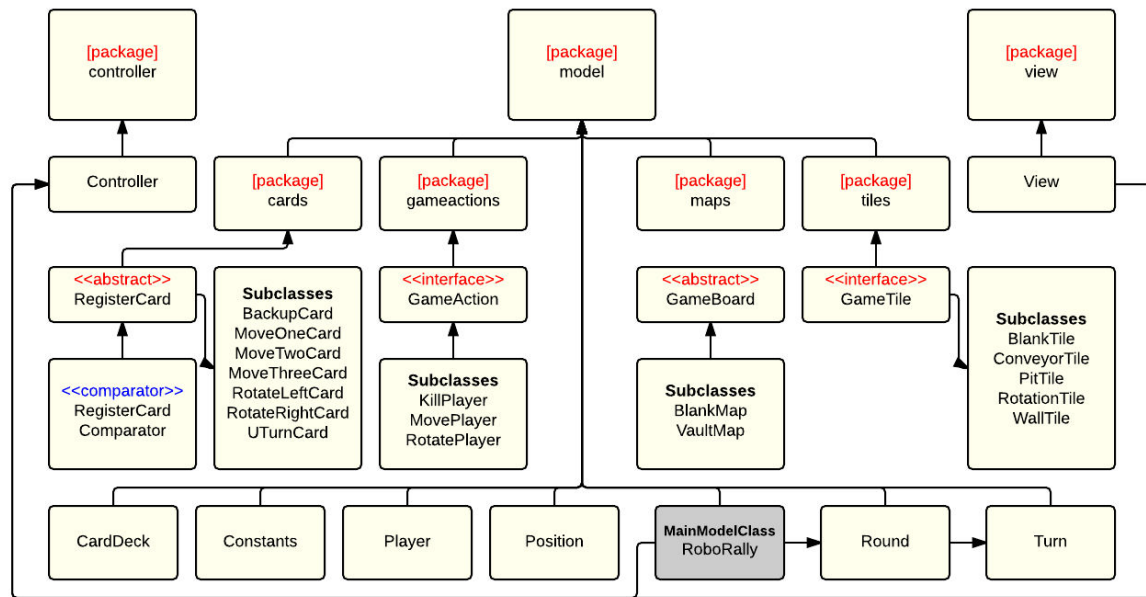 [package]
controller
[package]
model
[package]
view
Controller
[package]
cards
[package]
gameactions
[package]
maps
[package]
tiles
View
<<abstract>>
RegisterCard
Subclasses
BackupCard
MoveOneCard
MoveTwoCard
MoveThreeCard
RotateLeftCard
RotateRightCard
UTurnCard
<<interface>>
GameAction
<<abstract>>
GameBoard
<<interface>>
GameTile
Subclasses
BlankTile
ConveyorTile
PitTile
RotationTile
WallTile
<<comparator>>
RegisterCard
Comparator
Subclasses
KillPlayer
MovePlayer
RotatePlayer
Subclasses
BlankMap
VaultMap
CardDeck
Constants
Player
Position
MainModelClass
RoboRally
Round
Turn